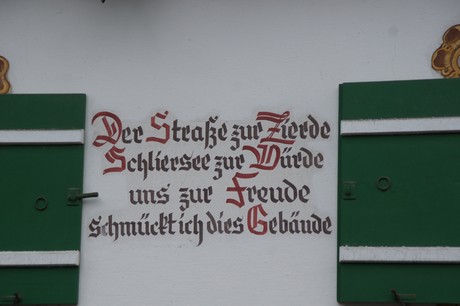 Der Straße zur Zierde
Schliersee zur Würde
uns zur Freude
schmückt ich dies Gebäude